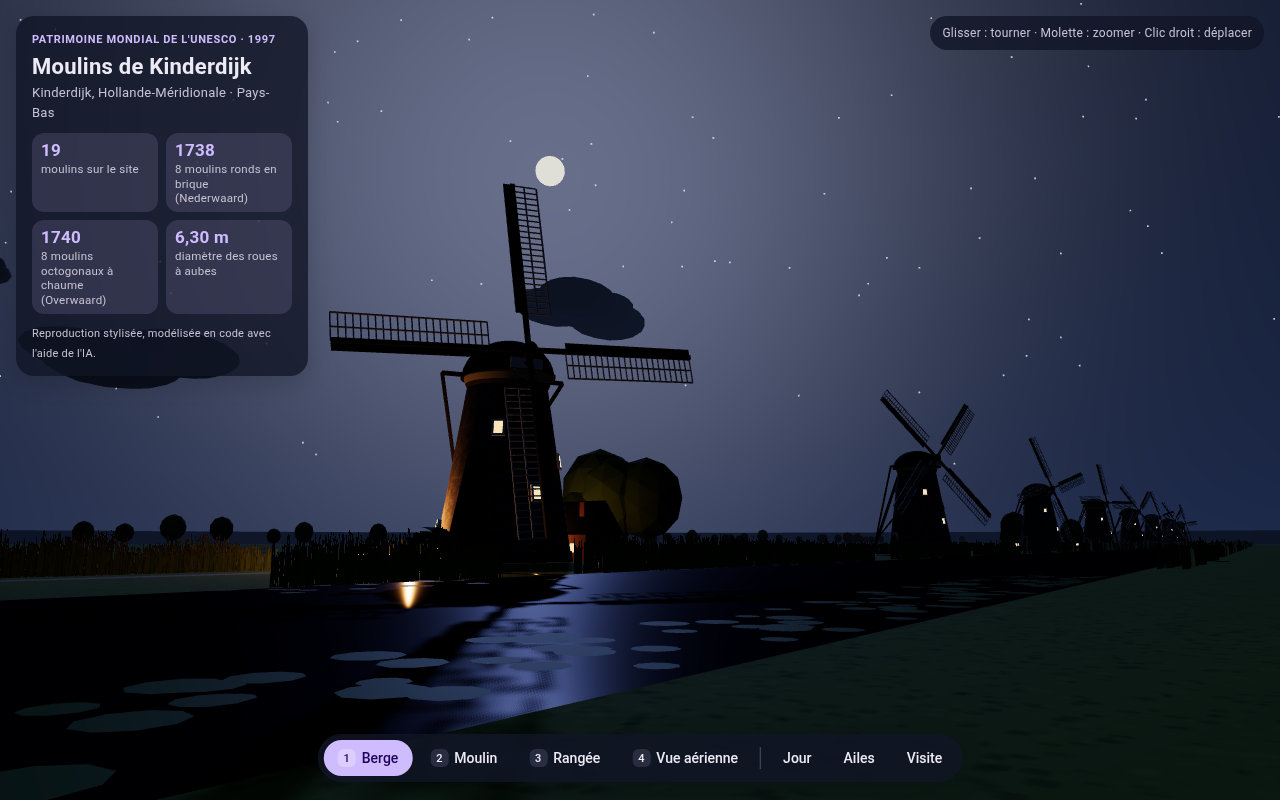 PATRIMOINE MONDIAL DE L'UNESCO · 1997
Moulins de Kinderdijk
Kinderdijk, Hollande-Méridionale · Pays-
Bas
19
moulins sur le site
1738
8 moulins ronds en
brique
(Nederwaard)
1740
8 moulins
octogonaux à
chaume
(Overwaard)
6,30 m
diamètre des roues
à aubes
Reproduction stylisée, modélisée en code avec
l'aide de l'IA.
Glisser : tourner · Molette : zoomer · Clic droit : déplacer
1 Berge
2 Moulin
3 Rangée
4 Vue aérienne
Jour
Ailes
Visite